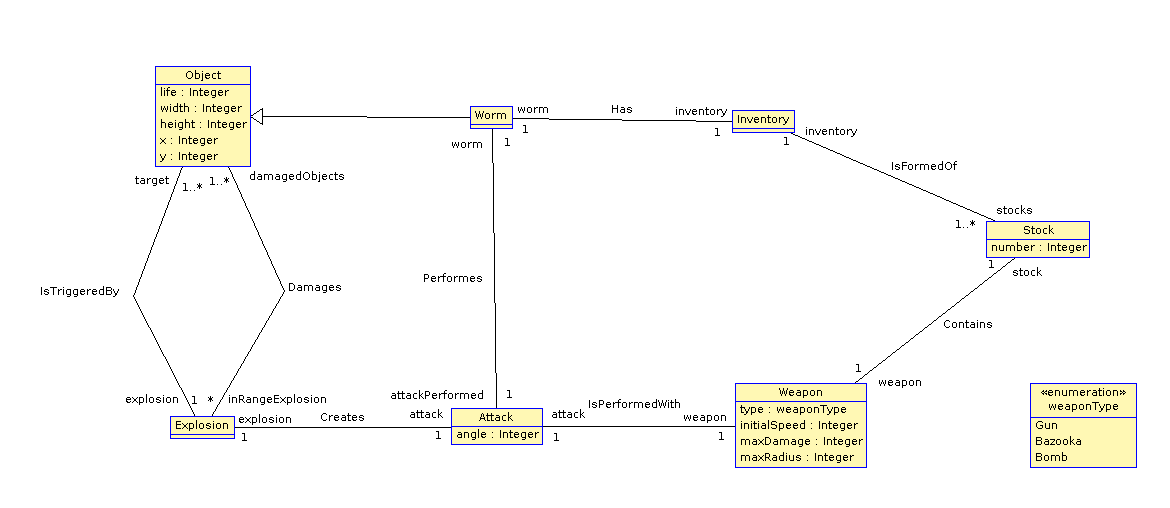 Object
life : Integer
width : Integer
height : Integer
x : Integer
y : Integer
Worm
worm
Has
inventory
1
1
Inventory
inventory
1
worm
1
target
1..*
1..*
damagedObjects
IsFormedOf
stocks
1..*
Stock
number : Integer
1
stock
Performes
IsTriggeredBy
Damages
Contains
1
weapon
explosion
1
*
inRangeExplosion
attackPerformed
1
Explosion
explosion
Creates
attack
1
1
Attack
angle : Integer
attack
IsPerformedWith
weapon
1
1
Weapon
type : weaponType
initialSpeed : Integer
maxDamage : Integer
maxRadius : Integer
«enumeration»
weaponType
Gun
Bazooka
Bomb